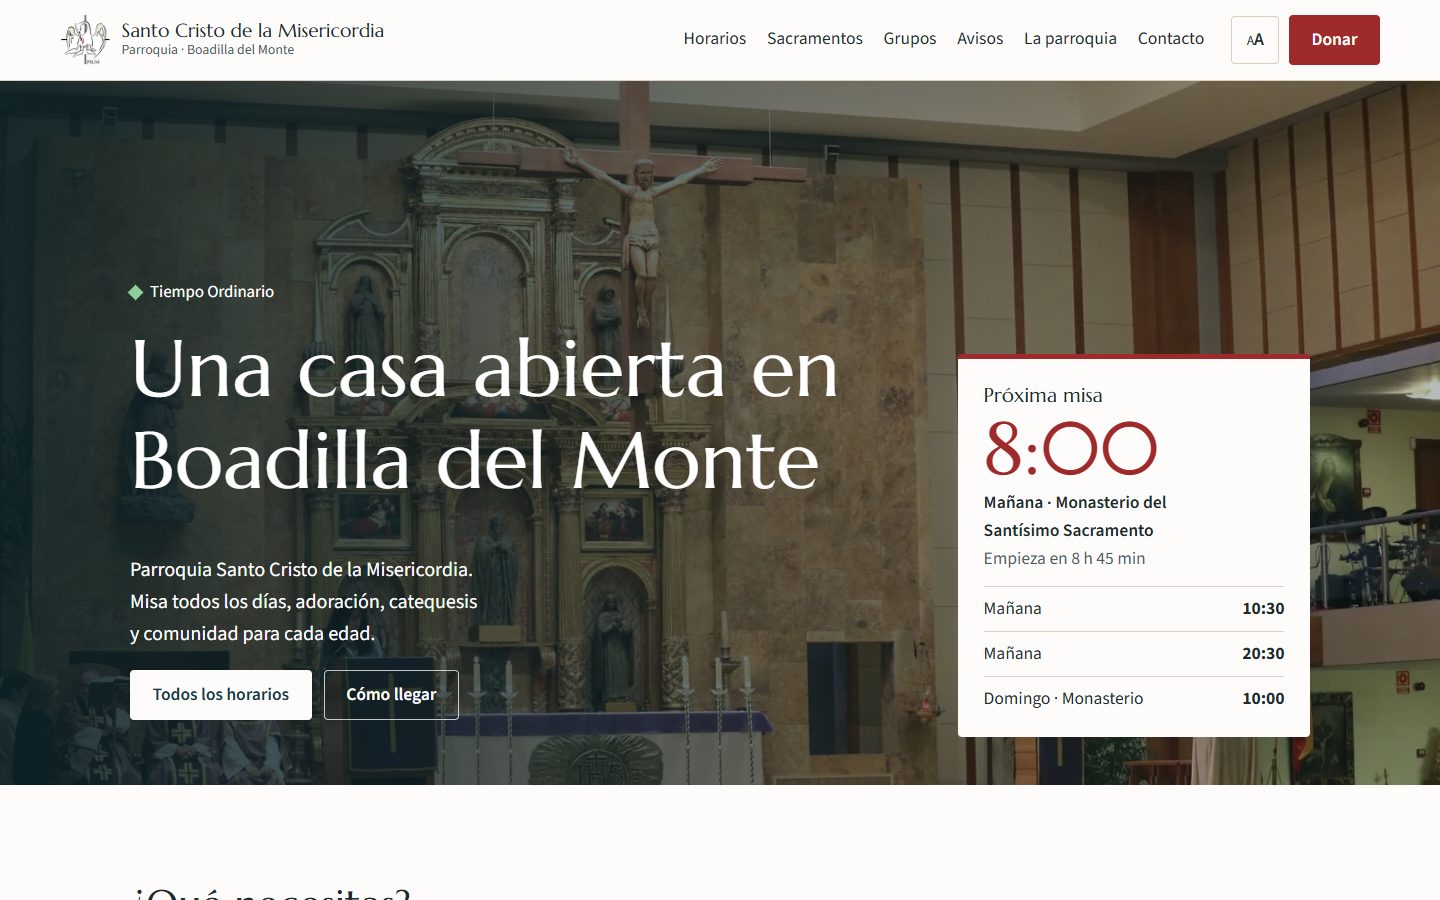 Santo Cristo de la Misericordia
Parroquia · Boadilla del Monte
Horarios Sacramentos Grupos Avisos La parroquia Contacto AA Donar
Tiempo Ordinario
Una casa abierta en
Boadilla del Monte
Parroquia Santo Cristo de la Misericordia.
Misa todos los días, adoración, catequesis
y comunidad para cada edad.
Todos los horarios Cómo llegar
Próxima misa
8:00
Mañana · Monasterio del
Santísimo Sacramento
Empieza en 8 h 45 min
Mañana 10:30
Mañana 20:30
Domingo · Monasterio 10:00
¿Qué necesitas?